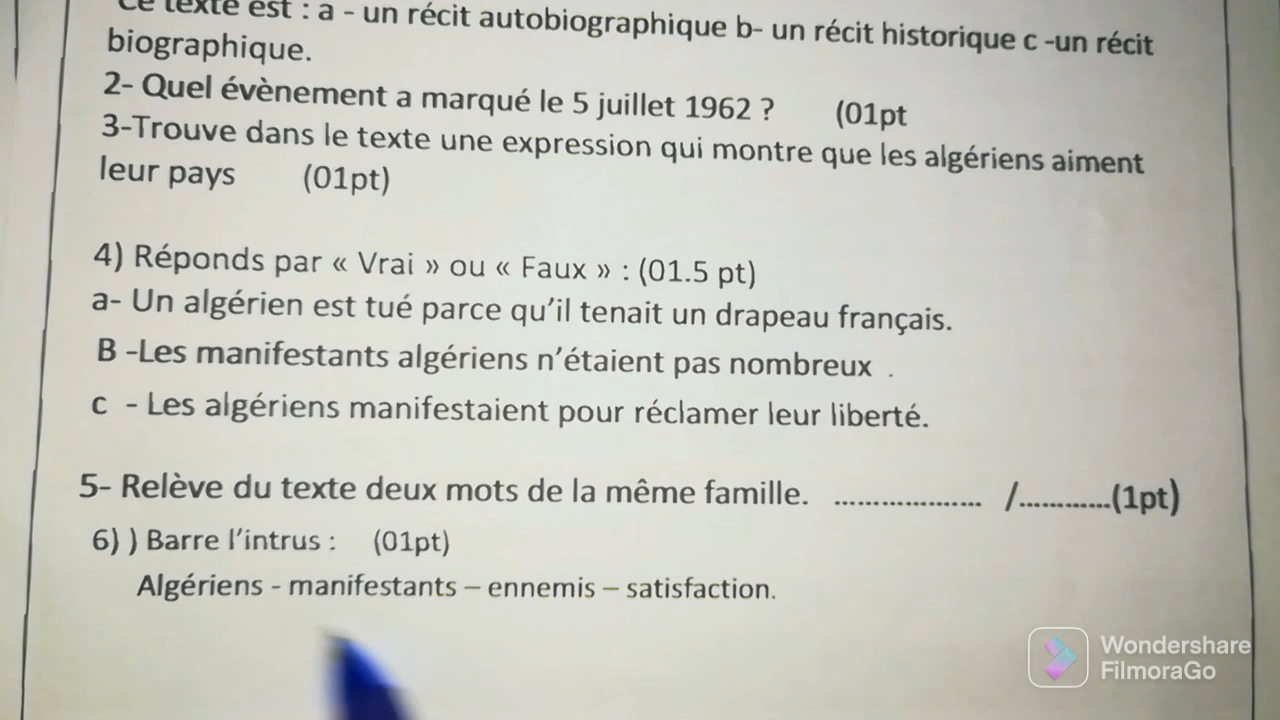 Ce texte est : a - un récit autobiographique b- un récit historique c -un récit
biographique.
2- Quel évènement a marqué le 5 juillet 1962 ? (01pt
3-Trouve dans le texte une expression qui montre que les algériens aiment
leur pays (01pt)
4) Réponds par « Vrai » ou « Faux » : (01.5 pt)
a- Un algérien est tué parce qu'il tenait un drapeau français.
B -Les manifestants algériens n'étaient pas nombreux .
c - Les algériens manifestaient pour réclamer leur liberté.
5- Relève du texte deux mots de la même famille. ..................... /.............(1pt)
6) ) Barre l'intrus : (01pt)
Algériens - manifestants – ennemis – satisfaction.
Wondershare
FilmoraGo